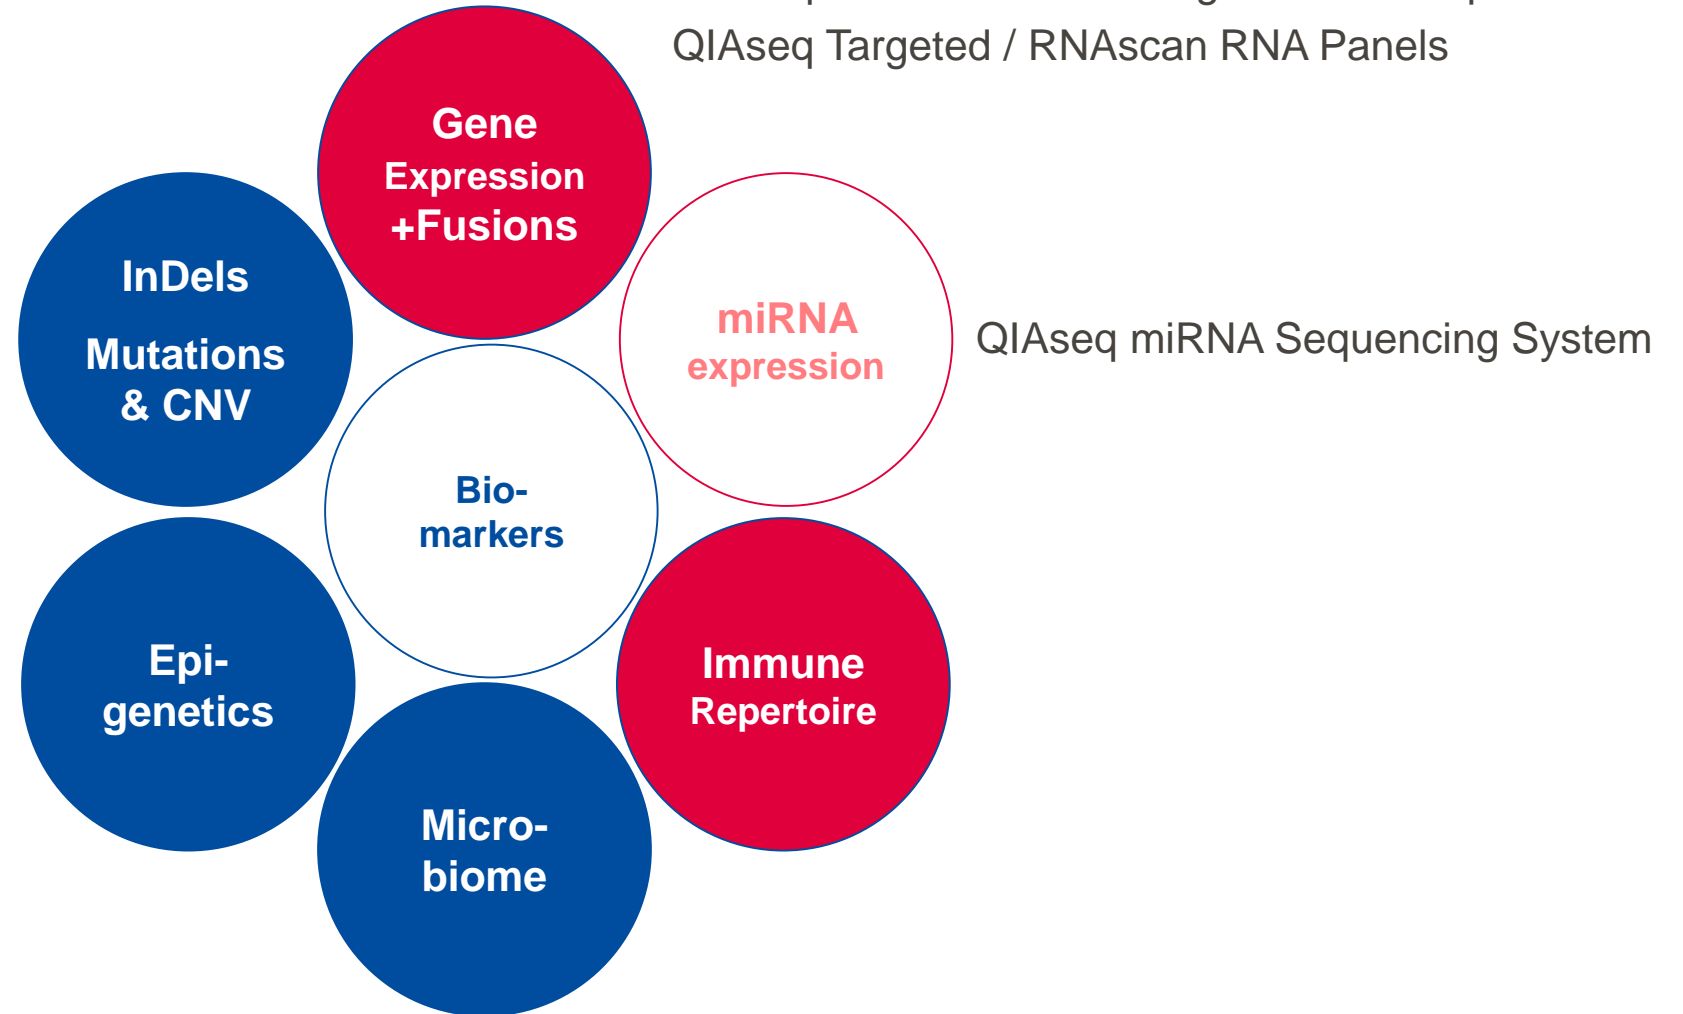 QIAseq Targeted / RNAscan RNA Panels
Gene
Expression
+Fusions
InDels
Mutations
& CNV
miRNA
expression
QIAseq miRNA Sequencing System
Bio-
markers
Epi-
genetics
Immune
Repertoire
Micro-
biome